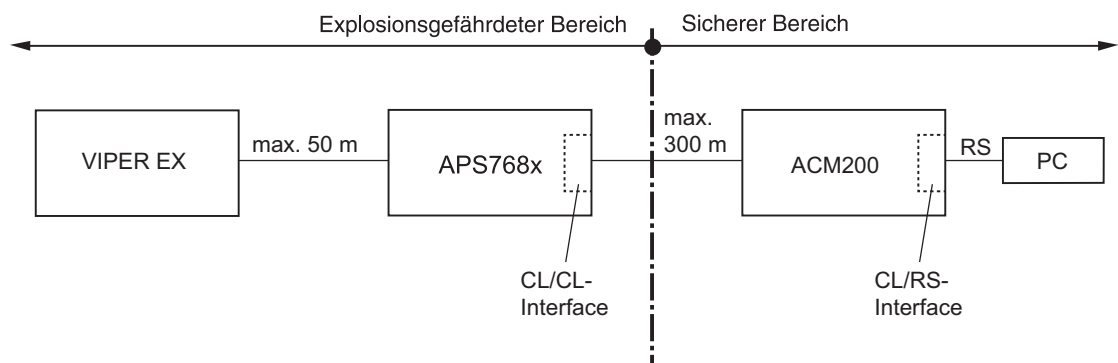 Explosionsgefährdeter Bereich
Sicherer Bereich
VIPER EX
max. 50 m
APS768x
max.
300 m
ACM200
RS
PC
CL/CL-
Interface
CL/RS-
Interface